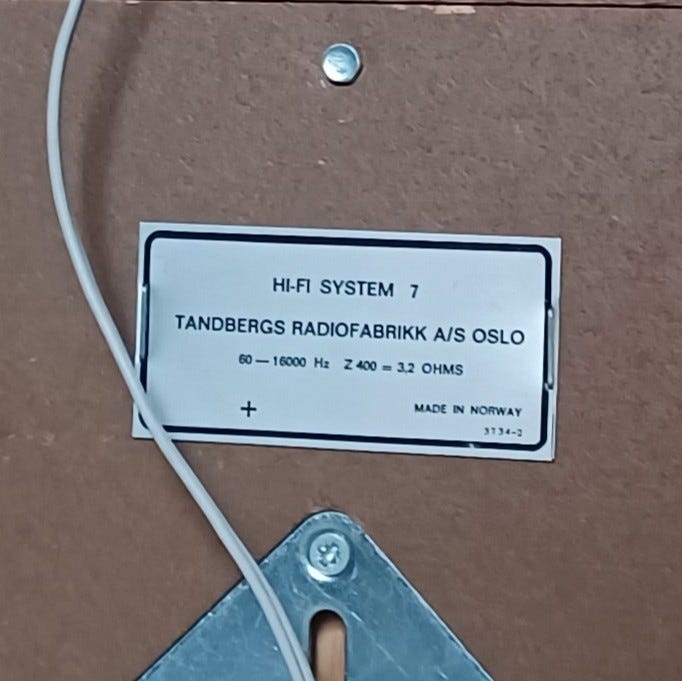 HI-FI SYSTEM 7
TANDBERGS RADIOFABRIKK A/S OSLO
60 — 16000 Hz Z 400 = 3,2 OHMS
+ MADE IN NORWAY
3734-2